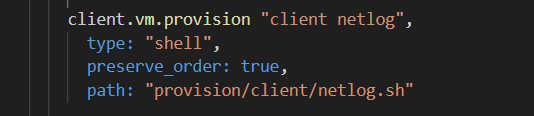 client.vm.provision "client netlog",
type: "shell",
preserve_order: true,
path: "provision/client/netlog.sh"